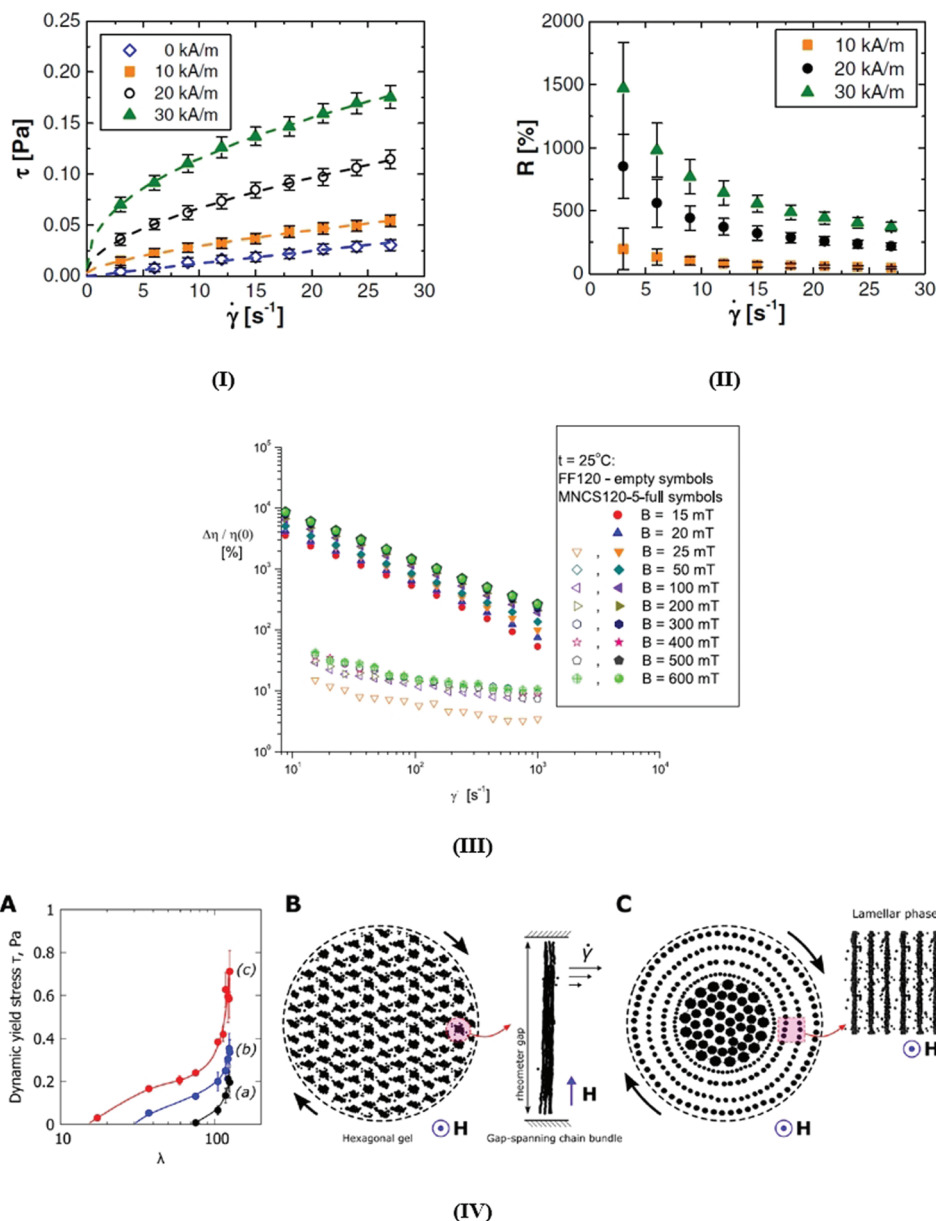 0.25
0.20
0.15
0.10
0.05
0.00
τ [Pa]
0 kA/m
10 kA/m
20 kA/m
30 kA/m
0 5 10 15 20 25 30
γ̇ [s⁻¹]
(I)
2000
1500
1000
500
0
R [%]
10 kA/m
20 kA/m
30 kA/m
0 5 10 15 20 25 30
γ̇ [s⁻¹]
(II)
10⁵
10⁴
10³
10²
10¹
10⁰
Δη / η(0)
[%]
10¹ 10² 10³ 10⁴
γ̇ [s⁻¹]
t = 25°C:
FF120 - empty symbols
MNCS120-5-full symbols
B = 15 mT
B = 20 mT
, B = 25 mT
, B = 50 mT
, B = 100 mT
, B = 200 mT
, B = 300 mT
, B = 400 mT
, B = 500 mT
, B = 600 mT
(III)
A
Dynamic yield stress τ, Pa
1
0.8
0.6
0.4
0.2
0
(c)
(b)
(a)
10 100
λ
B
Hexagonal gel
H
rheometer gap
γ̇
H
Gap-spanning chain bundle
C
H
Lamellar phase
H
(IV)